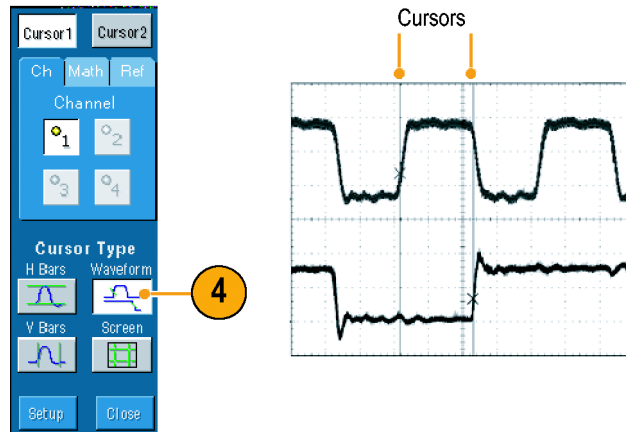 Cursor1 Cursor2
Ch Math Ref
Channel
1 2
3 4
Cursor Type
H Bars Waveform
V Bars Screen
Setup Close
4
Cursors